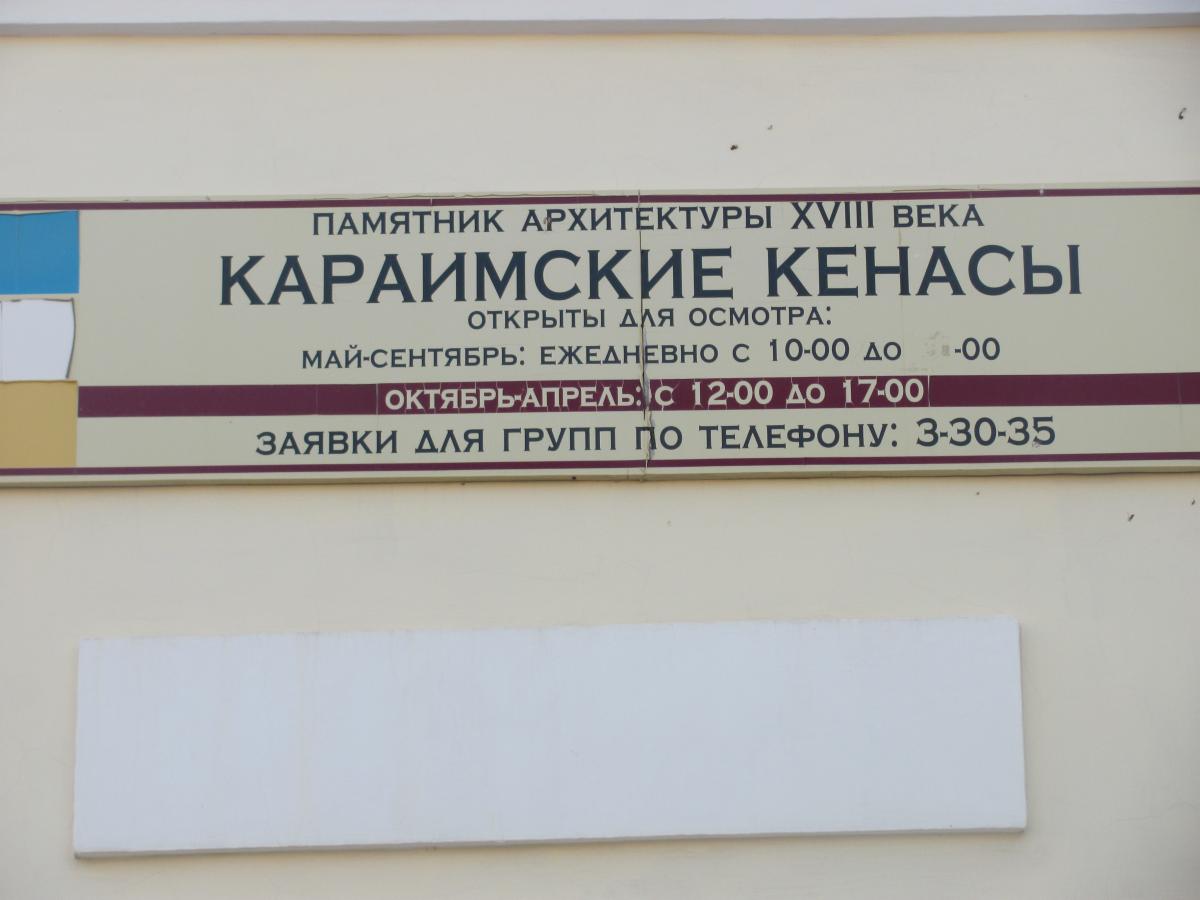 ПАМЯТНИК АРХИТЕКТУРЫ XVIII ВЕКА
КАРАИМСКИЕ КЕНАСЫ
ОТКРЫТЫ ДЛЯ ОСМОТРА:
МАЙ-СЕНТЯБРЬ: ЕЖЕДНЕВНО С 10-00 ДО -00
ОКТЯБРЬ-АПРЕЛЬ: С 12-00 ДО 17-00
ЗАЯВКИ ДЛЯ ГРУПП ПО ТЕЛЕФОНУ: 3-30-35